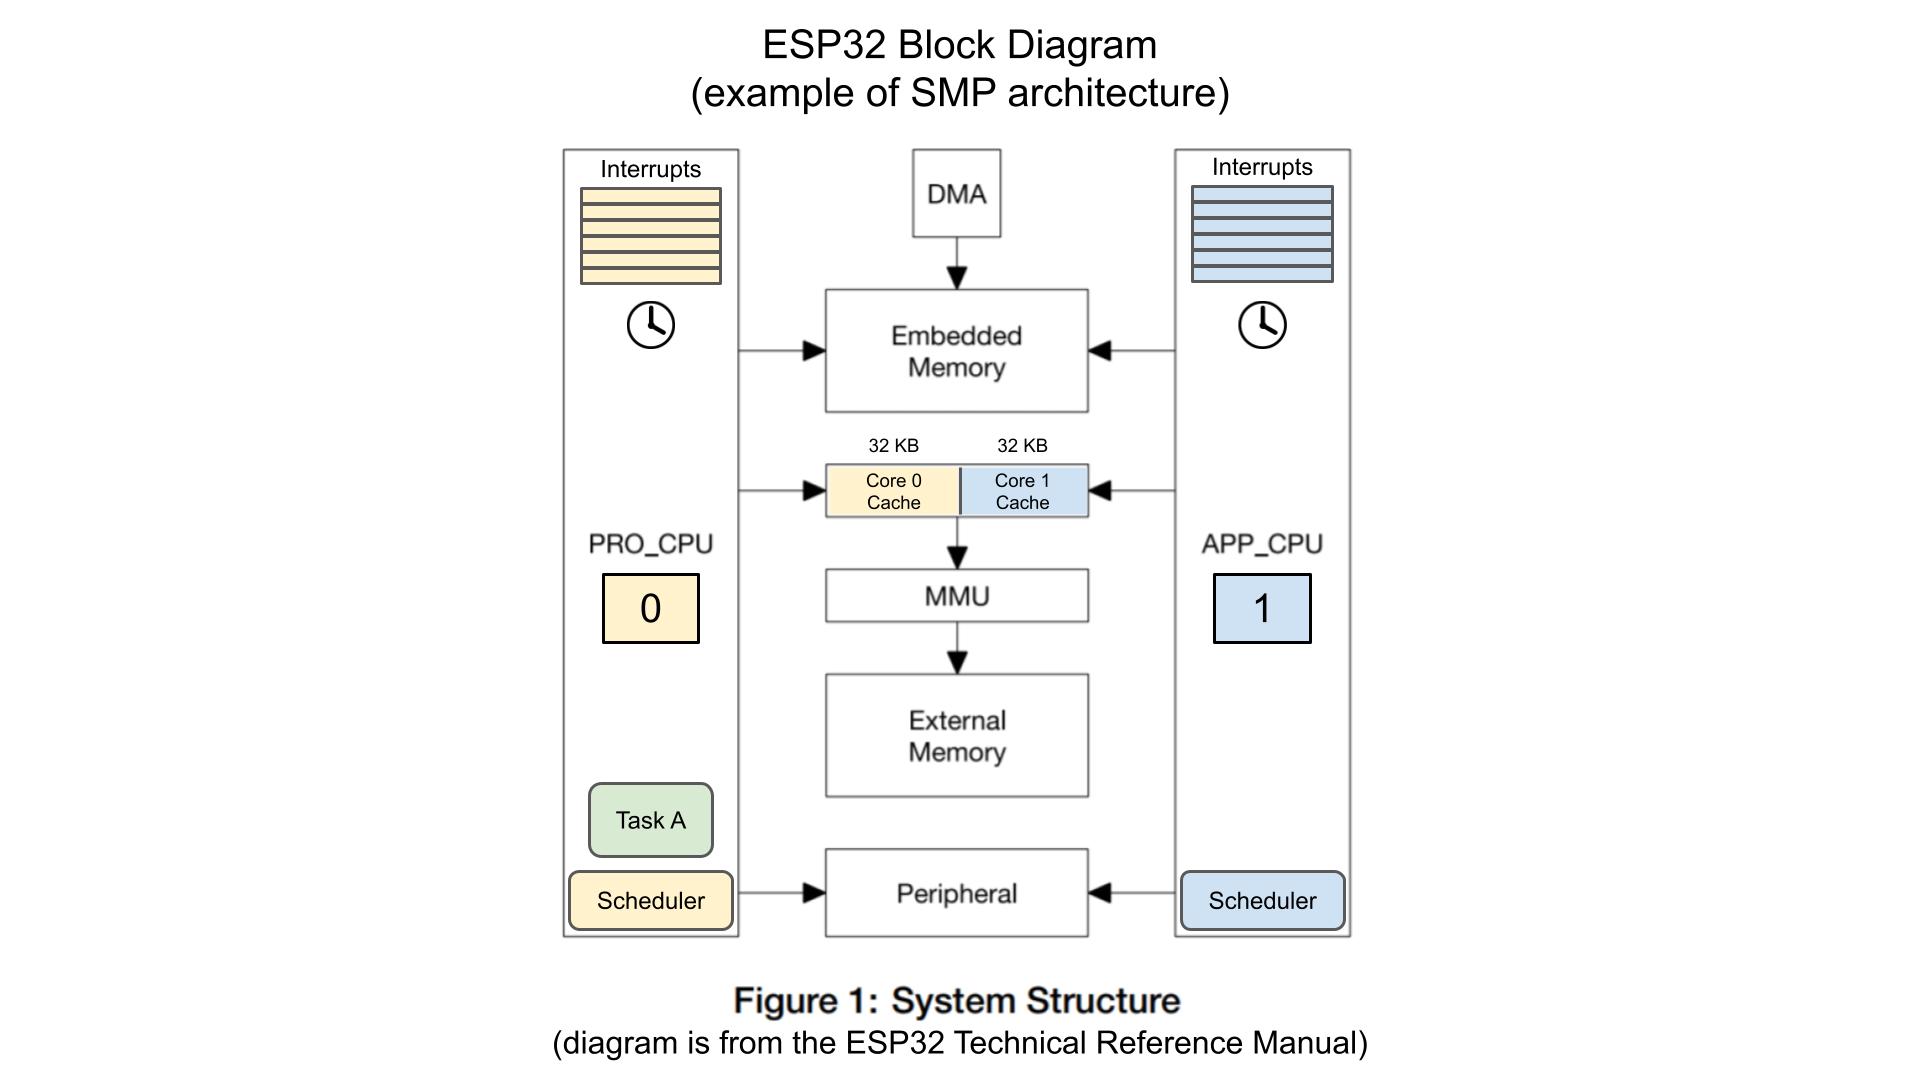 ESP32 Block Diagram
(example of SMP architecture)
Interrupts
DMA
Interrupts
Embedded
Memory
32 KB
32 KB
Core 0
Cache
Core 1
Cache
PRO_CPU
0
MMU
APP_CPU
1
External
Memory
Task A
Scheduler
Peripheral
Scheduler
Figure 1: System Structure
(diagram is from the ESP32 Technical Reference Manual)